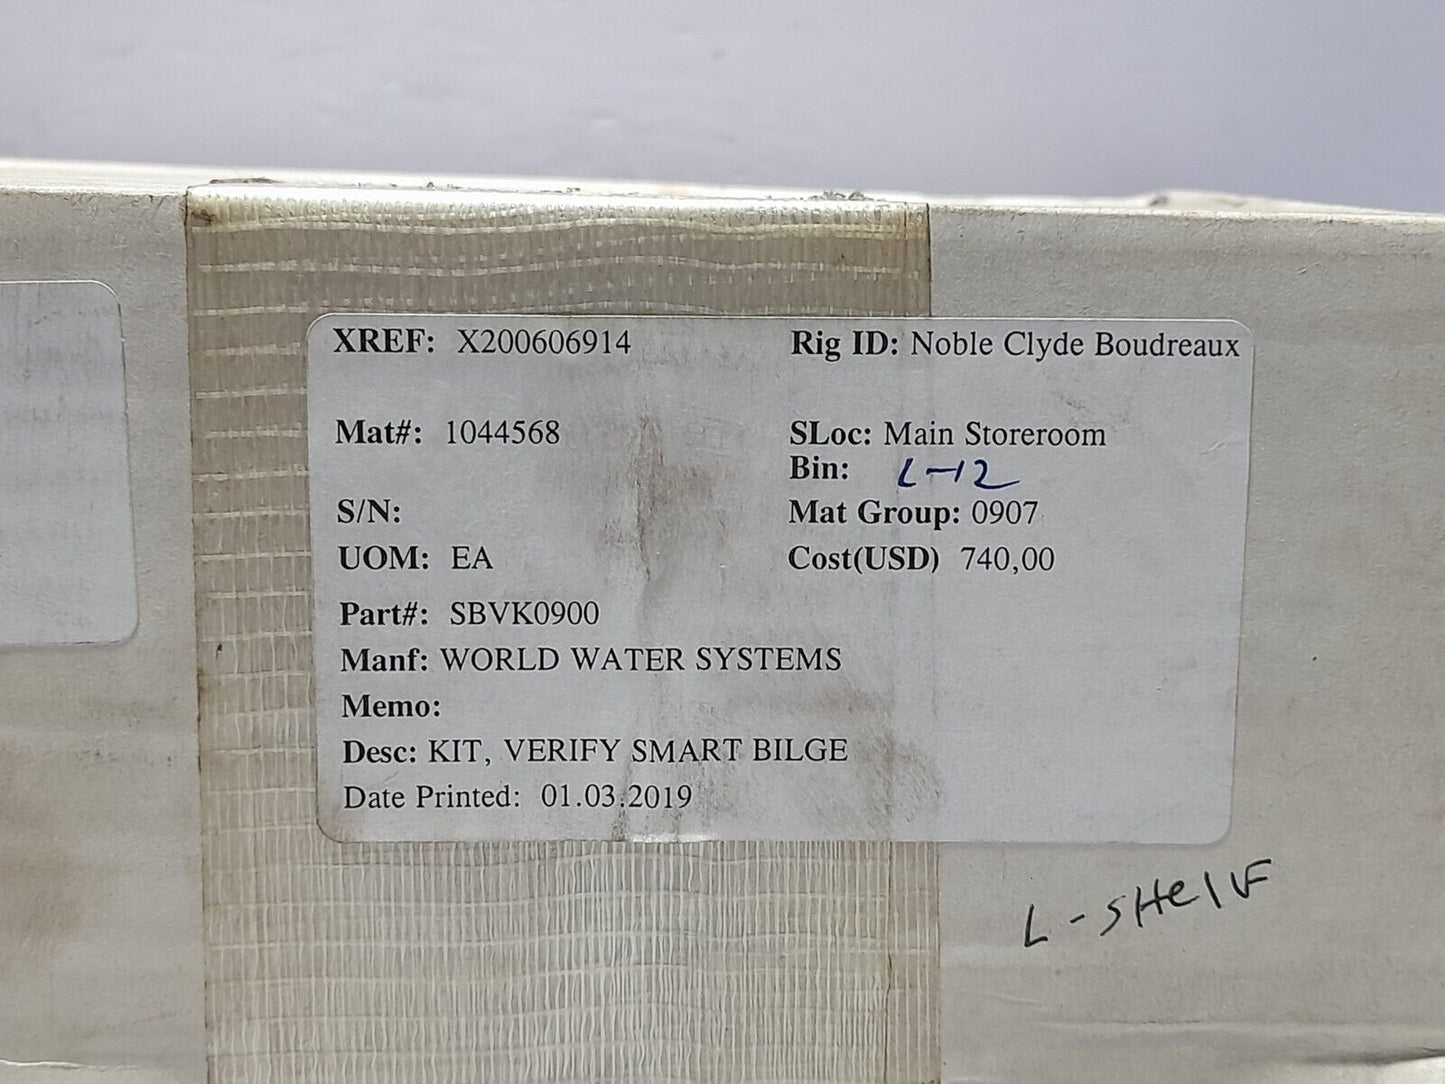 XREF: X200606914
Rig ID: Noble Clyde Boudreaux
Mat#: 1044568
SLoc: Main Storeroom
Bin: L-12
S/N:
Mat Group: 0907
UOM: EA
Cost(USD) 740,00
Part#: SBVK0900
Manf: WORLD WATER SYSTEMS
Memo:
Desc: KIT, VERIFY SMART BILGE
Date Printed: 01.03.2019
L-SHelF